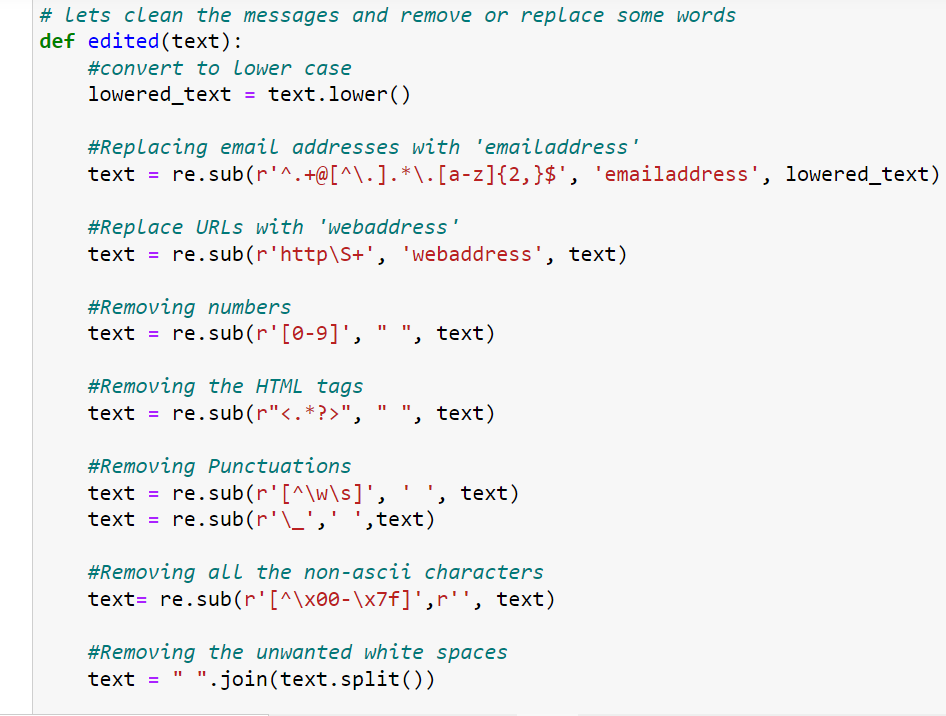 # Lets clean the messages and remove or replace some words
def edited(text):
    #convert to lower case
    lowered_text = text.lower()

    #Replacing email addresses with 'emailaddress'
    text = re.sub(r'^.+@[^\.].*\.[a-z]{2,}$', 'emailaddress', lowered_text)

    #Replace URLs with 'webaddress'
    text = re.sub(r'http\S+', 'webaddress', text)

    #Removing numbers
    text = re.sub(r'[0-9]', " ", text)

    #Removing the HTML tags
    text = re.sub(r"<.*?>", " ", text)

    #Removing Punctuations
    text = re.sub(r'[^\w\s]', ' ', text)
    text = re.sub(r'\_',' ',text)

    #Removing all the non-ascii characters
    text= re.sub(r'[^\x00-\x7f]',r'', text)

    #Removing the unwanted white spaces
    text = " ".join(text.split())